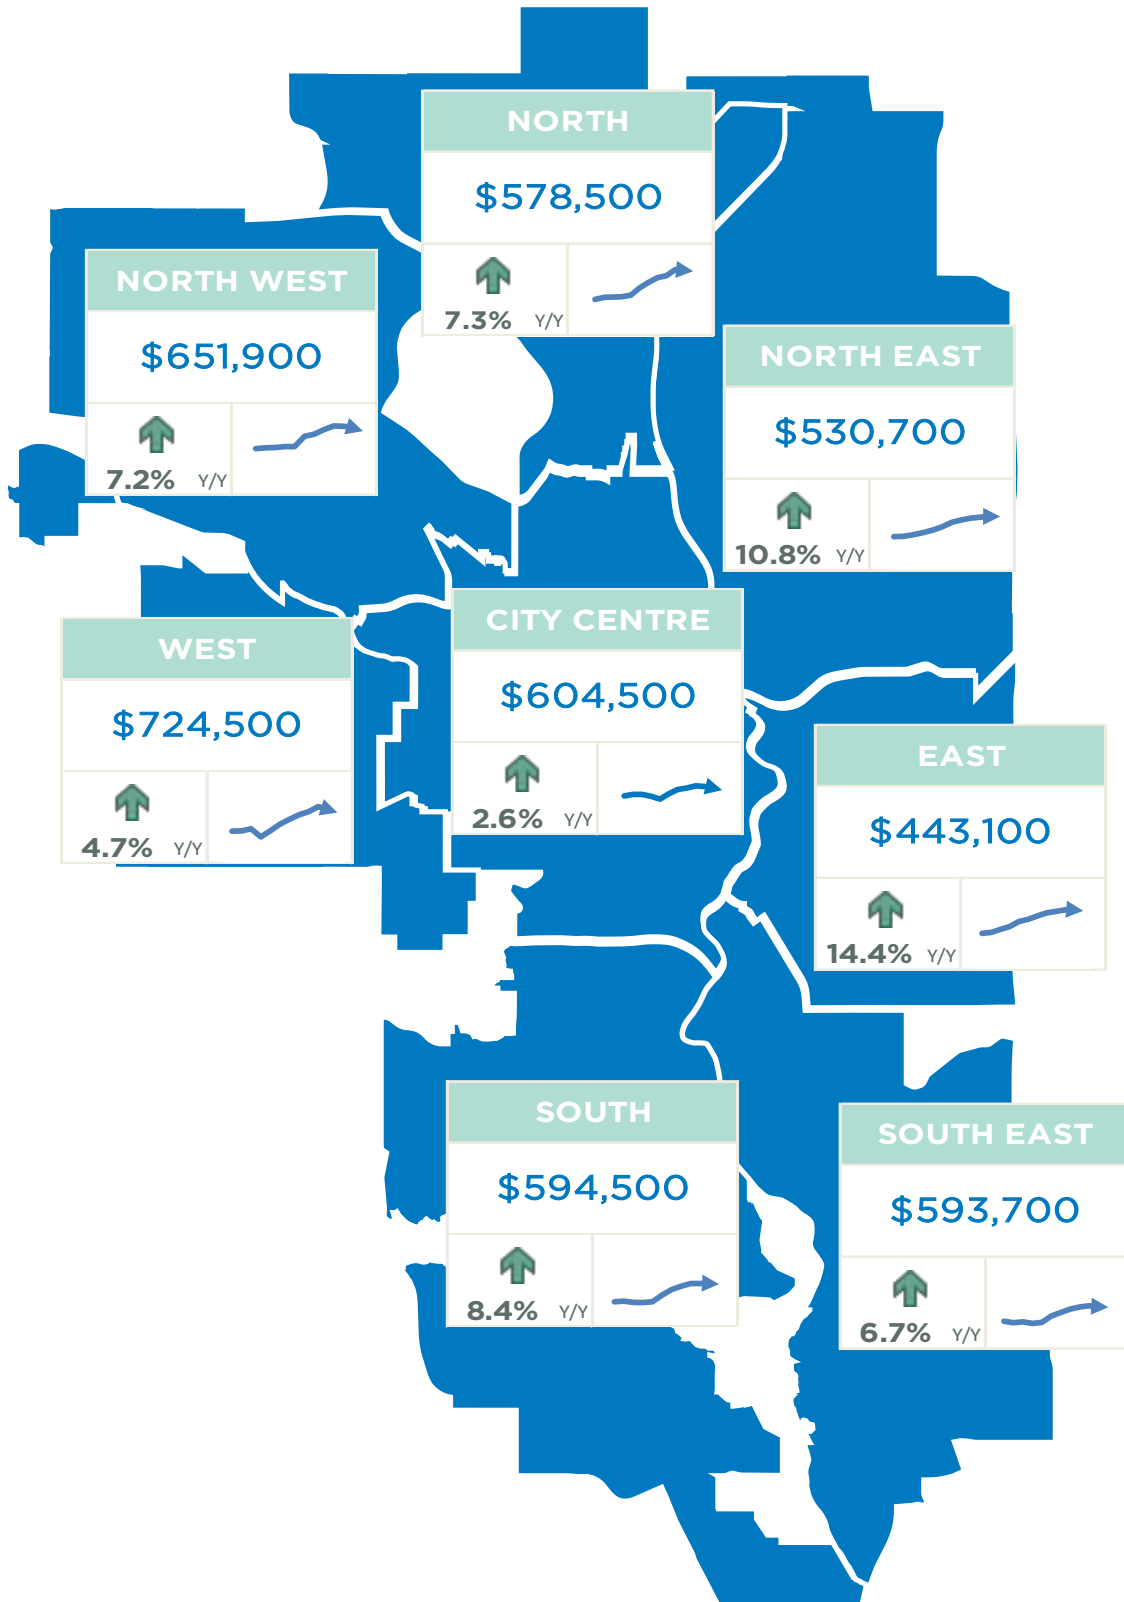 NORTH
$578,500
7.3% Y/Y
NORTH WEST
$651,900
7.2% Y/Y
NORTH EAST
$530,700
10.8% Y/Y
CITY CENTRE
$604,500
2.6% Y/Y
WEST
$724,500
4.7% Y/Y
EAST
$443,100
14.4% Y/Y
SOUTH
$594,500
8.4% Y/Y
SOUTH EAST
$593,700
6.7% Y/Y